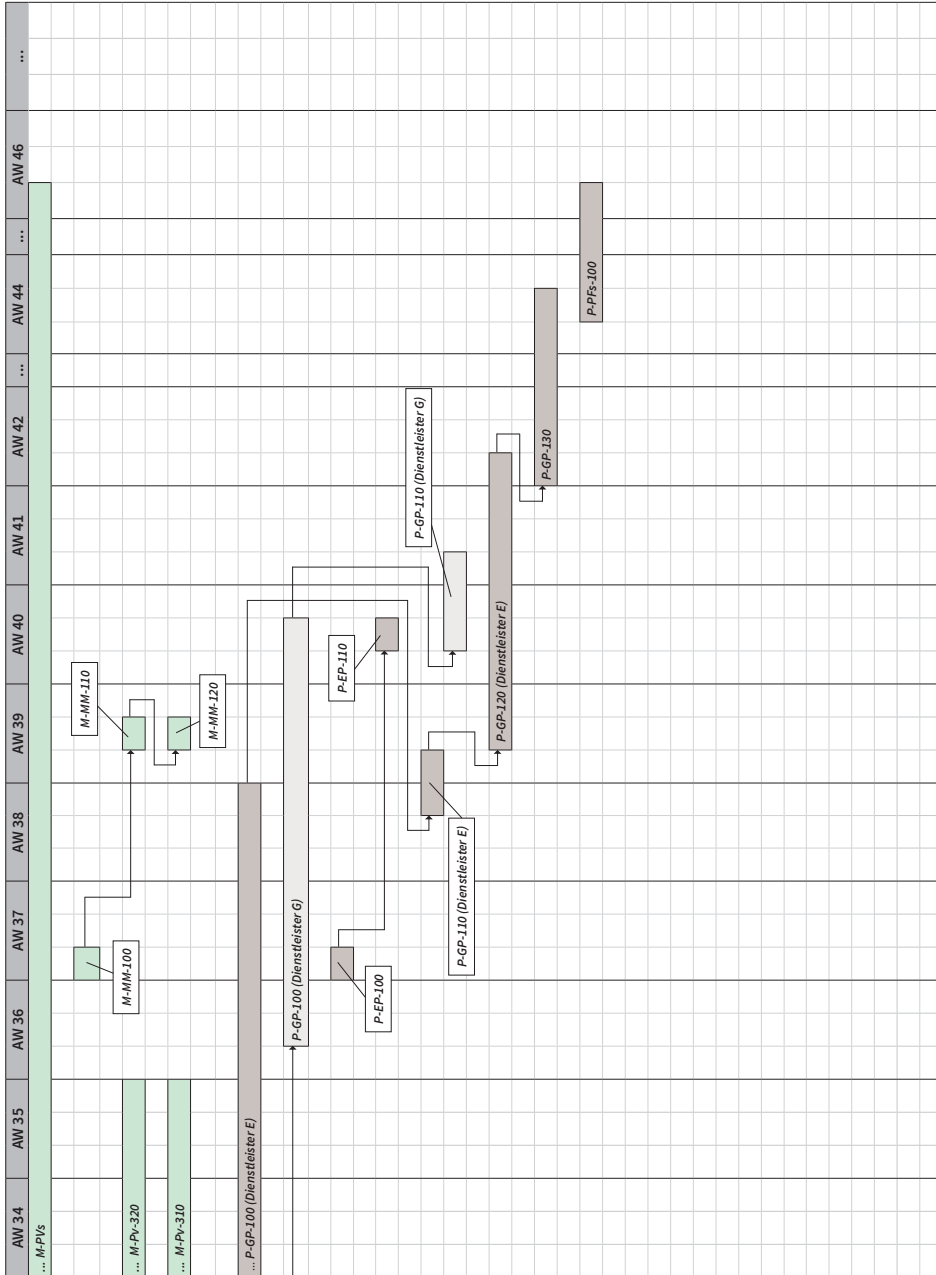 AW 34
AW 35
AW 36
AW 37
AW 38
AW 39
AW 40
AW 41
AW 42
...
AW 44
...
AW 46
...
... M-PVs
M-MM-100
M-MM-110
... M-Pv-320
M-MM-120
... M-Pv-310
... P-GP-100 (Dienstleister E)
P-GP-100 (Dienstleister G)
P-EP-100
P-EP-110
P-GP-110 (Dienstleister E)
P-GP-110 (Dienstleister G)
P-GP-120 (Dienstleister E)
P-GP-130
P-PFs-100